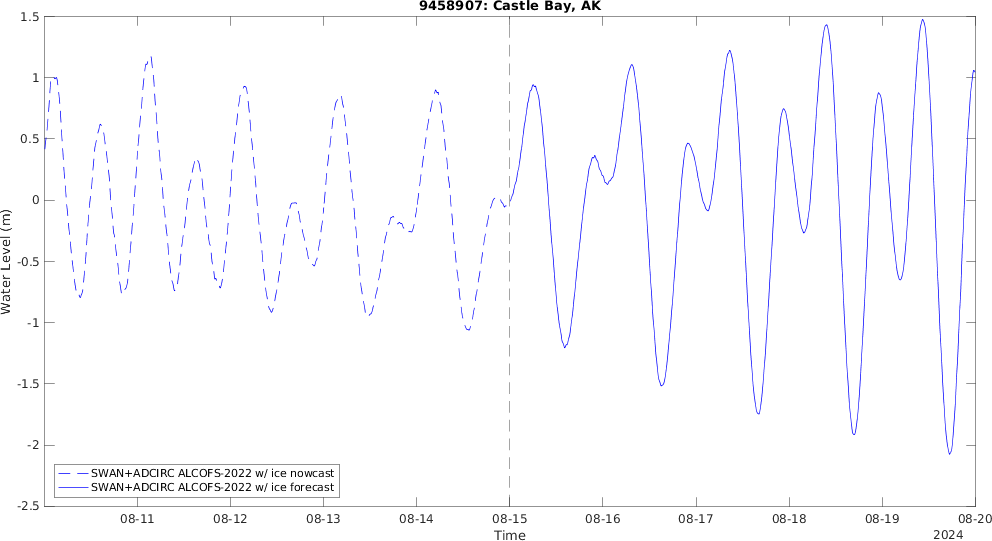 9458907: Castle Bay, AK
1.5
1
0.5
0
-0.5
-1
-1.5
-2
-2.5
Water Level (m)
SWAN+ADCIRC ALCOFS-2022 w/ ice nowcast
SWAN+ADCIRC ALCOFS-2022 w/ ice forecast
08-11 08-12 08-13 08-14 08-15 08-16 08-17 08-18 08-19 08-20
Time
2024